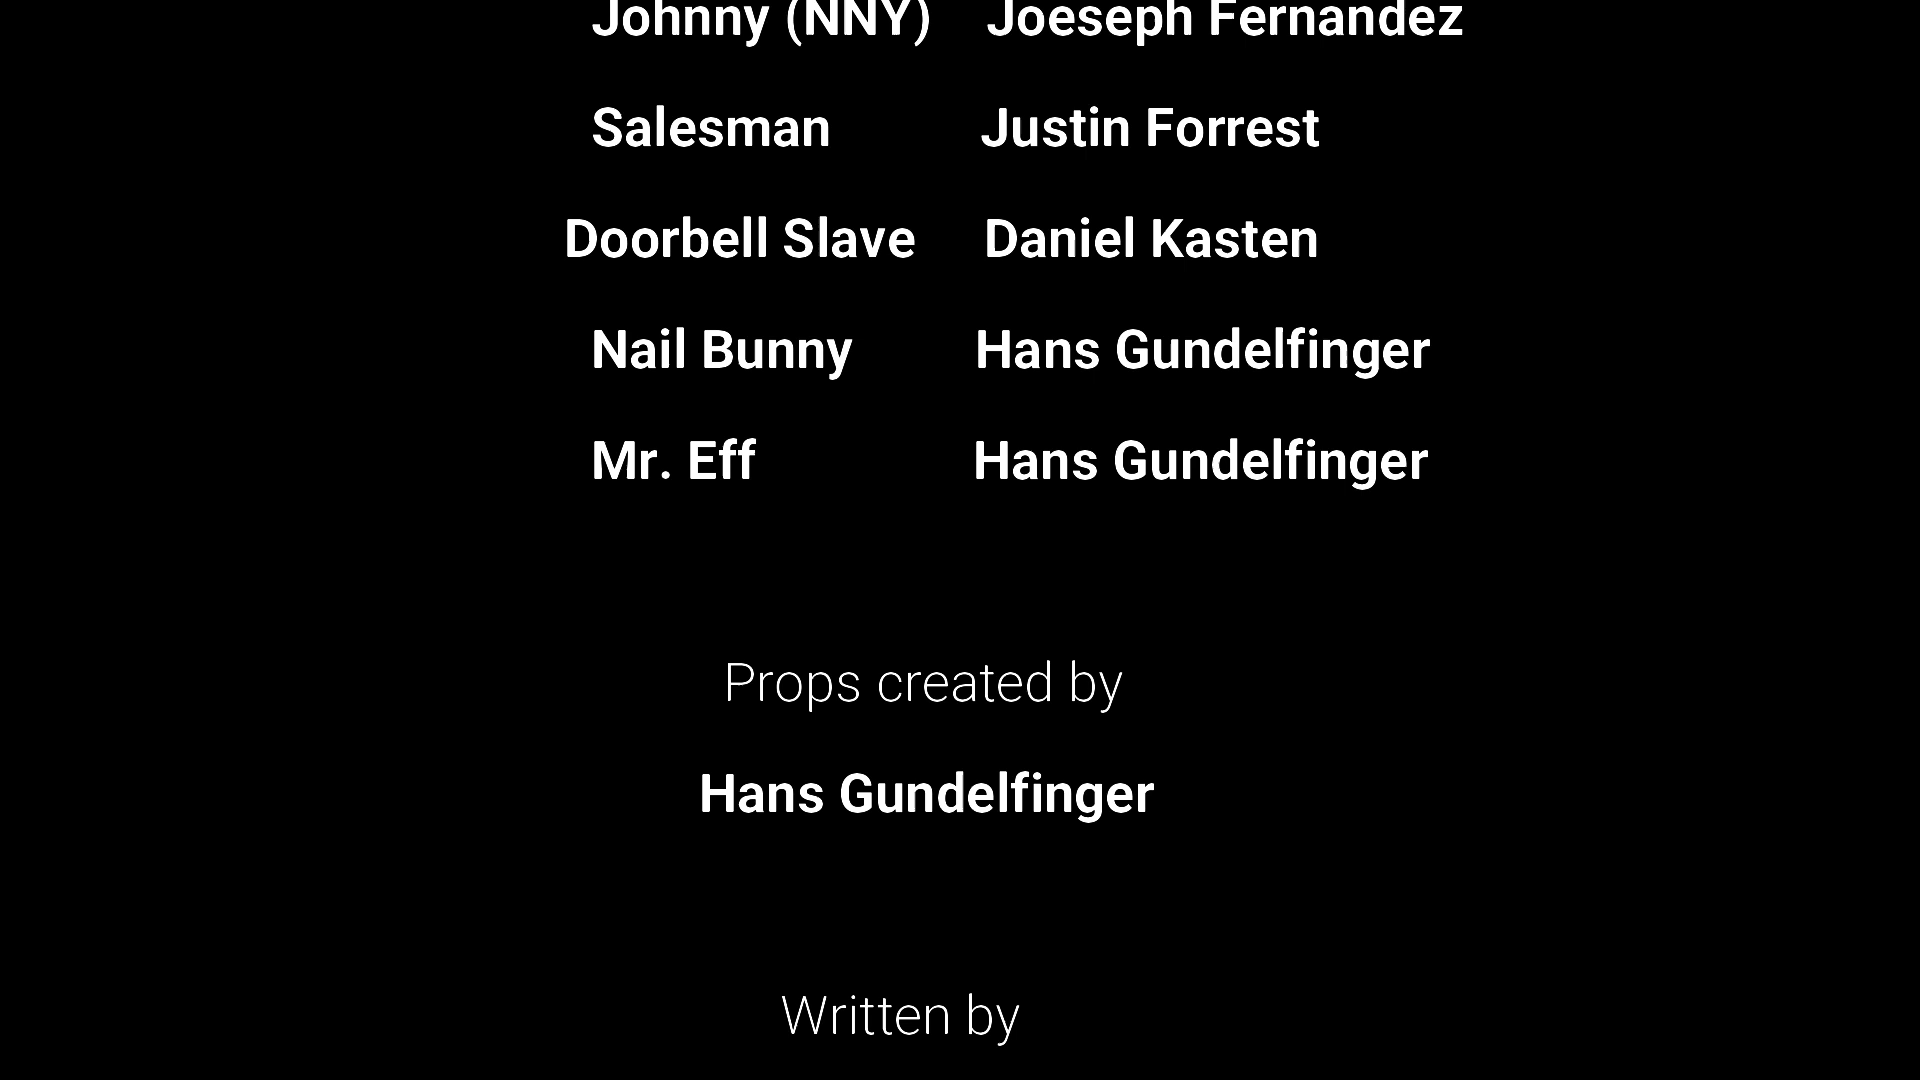 Johnny (NNY) Joeseph Fernandez
Salesman Justin Forrest
Doorbell Slave Daniel Kasten
Nail Bunny Hans Gundelfinger
Mr. Eff Hans Gundelfinger
Props created by
Hans Gundelfinger
Written by